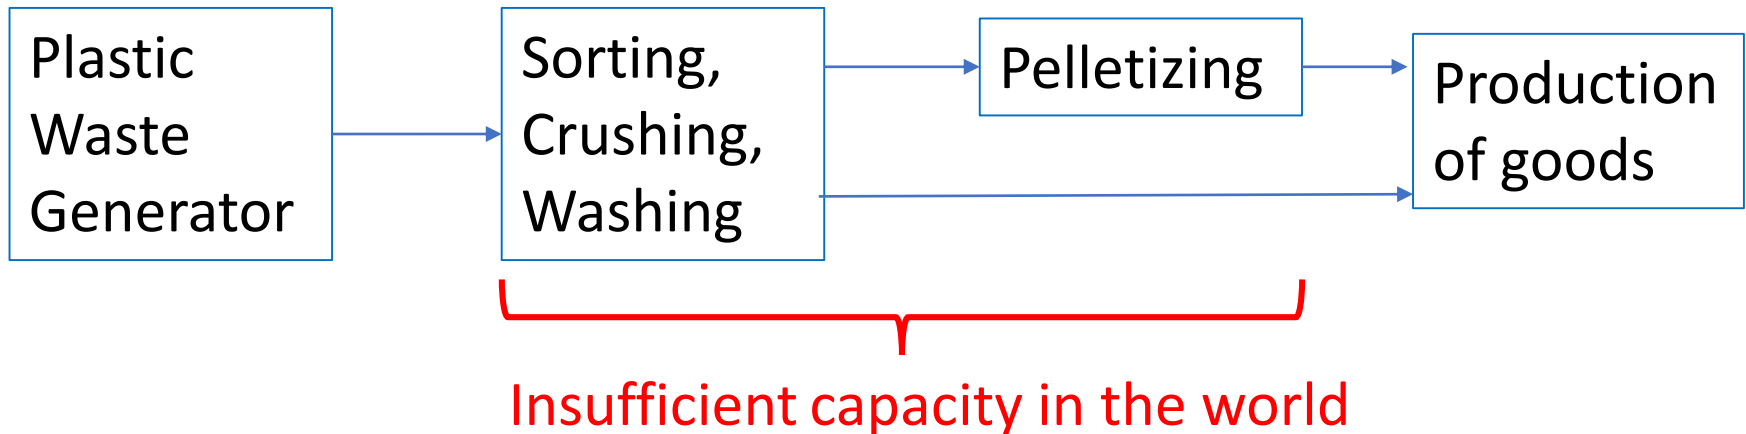 Plastic
Waste
Generator
Sorting,
Crushing,
Washing
Pelletizing
Production
of goods
Insufficient capacity in the world